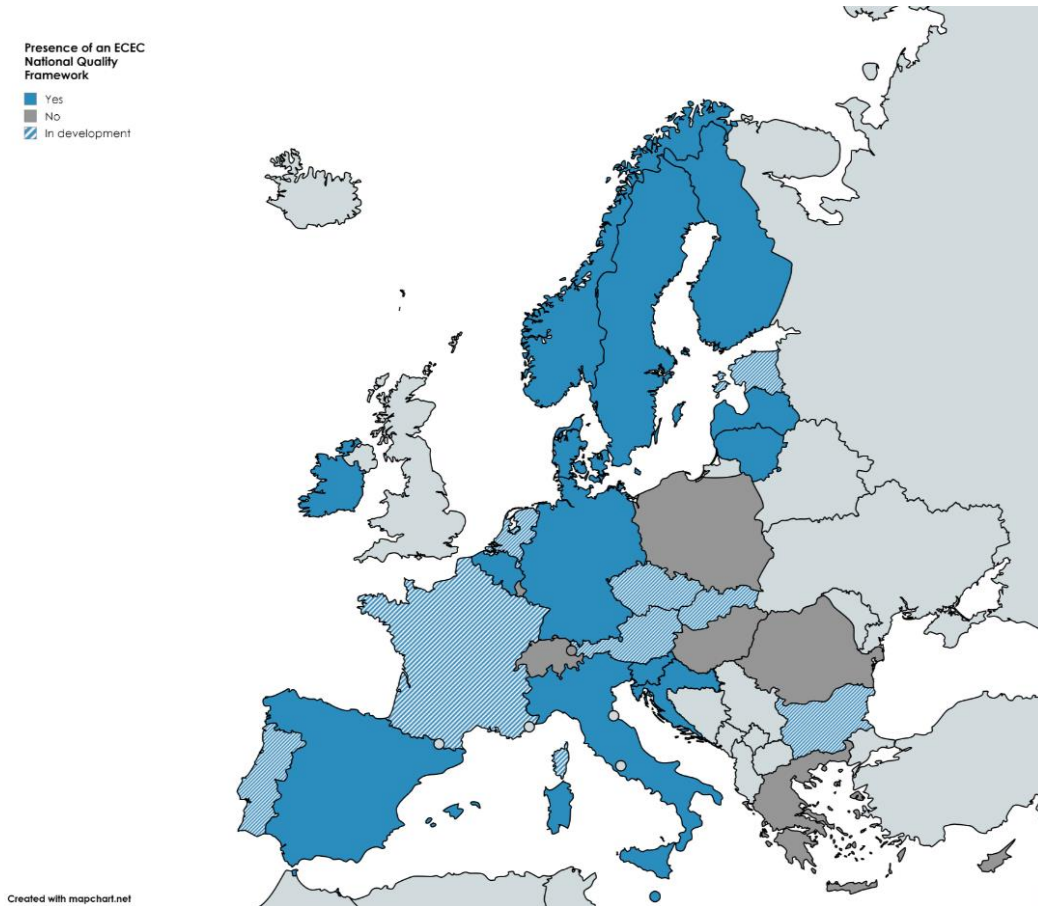 Presence of an ECEC
National Quality
Framework
Yes
No
In development
Created with mapchart.net